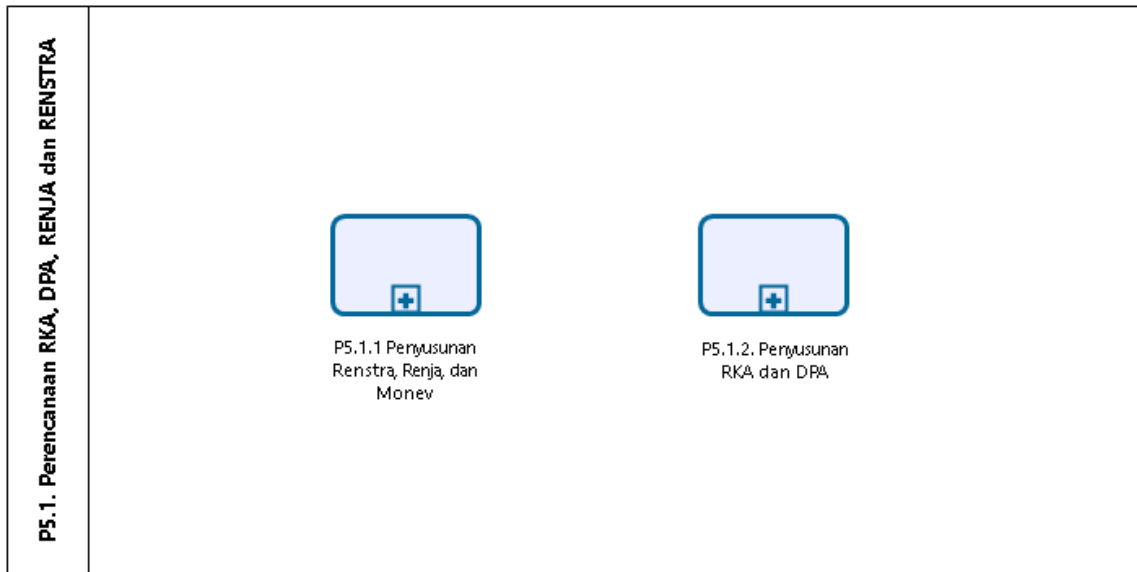 P5.1. Perencanaan RKA, DPA, RENJA dan RENSTRA
P5.1.1 Penyusunan
Renstra, Renja, dan
Monev
P5.1.2. Penyusunan
RKA dan DPA